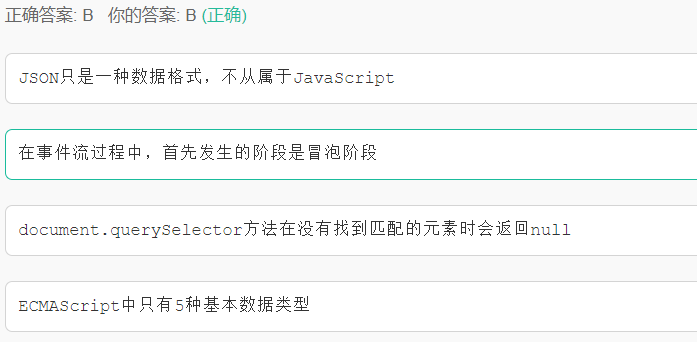 正确答案: B 你的答案: B (正确)
JSON只是一种数据格式，不从属于JavaScript
在事件流过程中，首先发生的阶段是冒泡阶段
document.querySelector方法在没有找到匹配的元素时会返回null
ECMAScript中只有5种基本数据类型